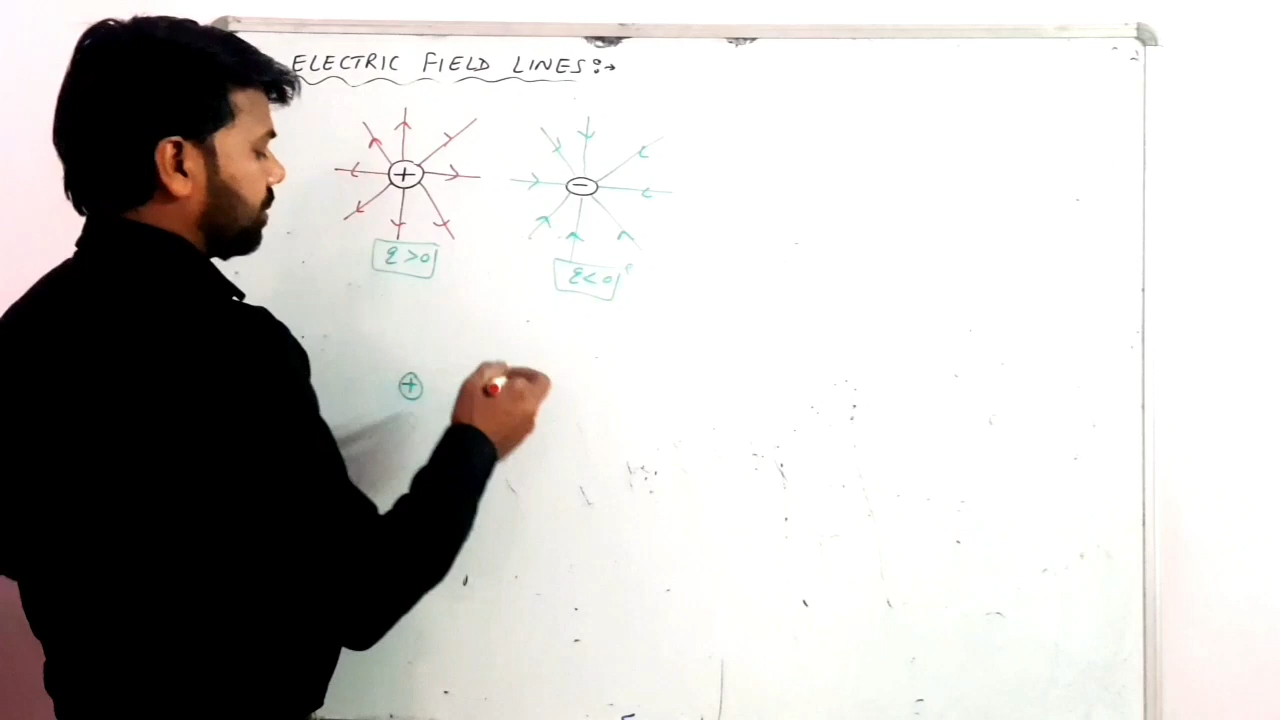 ELECTRIC FIELD LINES:→
+ −
q >0
q < 0
+